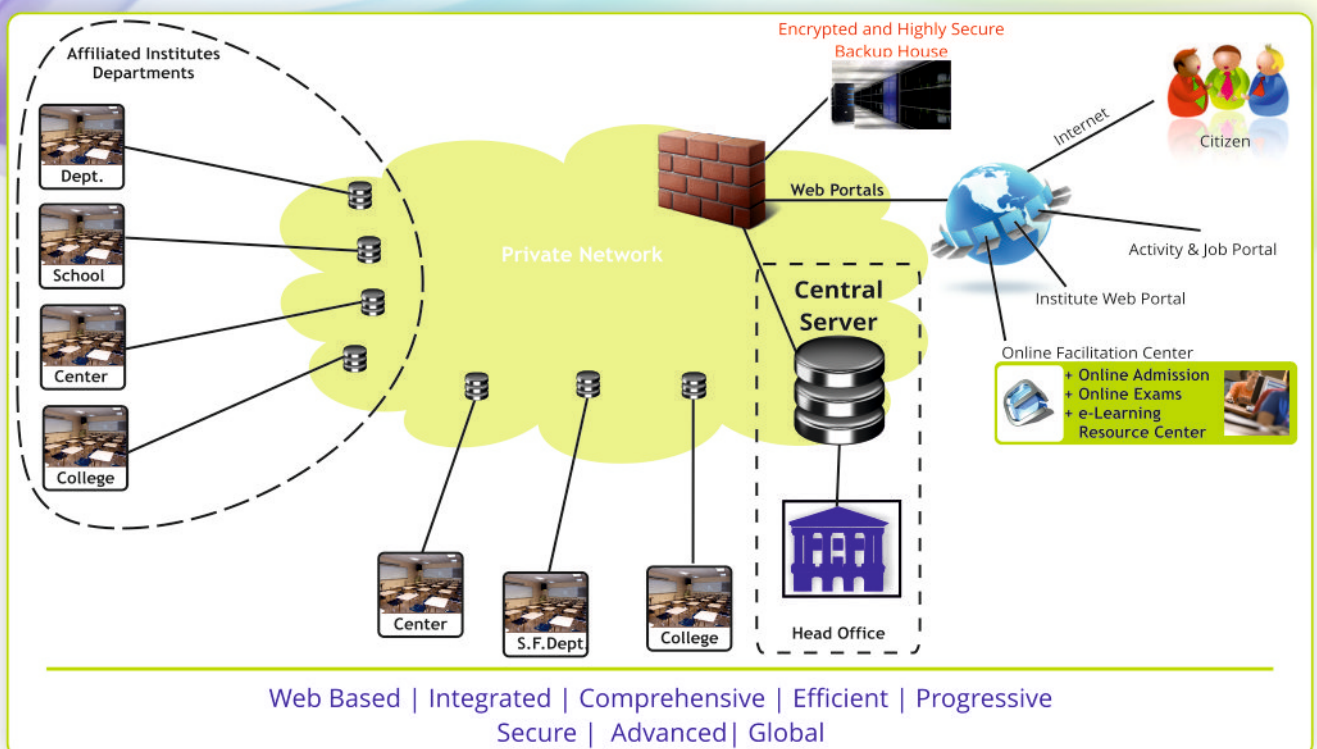 Affiliated Institutes
Departments
Dept.
School
Center
College
Encrypted and Highly Secure
Backup House
Internet
Citizen
Web Portals
Private Network
Activity & Job Portal
Institute Web Portal
Central
Server
Online Facilitation Center
+ Online Admission
+ Online Exams
+ e-Learning
Resource Center
Center
S.F.Dept.
College
Head Office
Web Based | Integrated | Comprehensive | Efficient | Progressive
Secure | Advanced| Global